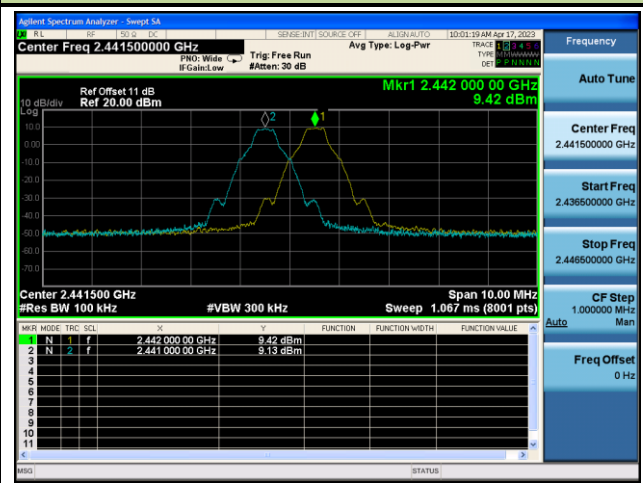 Agilent Spectrum Analyzer - Swept SA
RL RF 50 Ω DC SENSE:INT SOURCE OFF ALIGNAUTO 10:01:19 AM Apr 17, 2023
Center Freq 2.441500000 GHz
PNO: Wide
IFGain:Low
Trig: Free Run
#Atten: 30 dB
Avg Type: Log-Pwr
TRACE 1 2 3 4 5 6
TYPE
DET P P N N N N
Mkr1 2.442 000 00 GHz
9.42 dBm
Ref Offset 11 dB
Ref 20.00 dBm
10 dB/div
Log
10.0
0.00
-10.0
-20.0
-30.0
-40.0
-50.0
-60.0
-70.0
2
1
Center 2.441500 GHz
Span 10.00 MHz
#Res BW 100 kHz
#VBW 300 kHz
Sweep 1.067 ms (8001 pts)
MKR MODE TRC SCL X Y FUNCTION FUNCTION WIDTH FUNCTION VALUE
1 N 1 f 2.442 000 00 GHz 9.42 dBm
2 N 2 f 2.441 000 00 GHz 9.13 dBm
3
4
5
6
7
8
9
10
11
MSG
STATUS
Frequency
Auto Tune
Center Freq
2.441500000 GHz
Start Freq
2.436500000 GHz
Stop Freq
2.446500000 GHz
CF Step
1.000000 MHz
Auto Man
Freq Offset
0 Hz